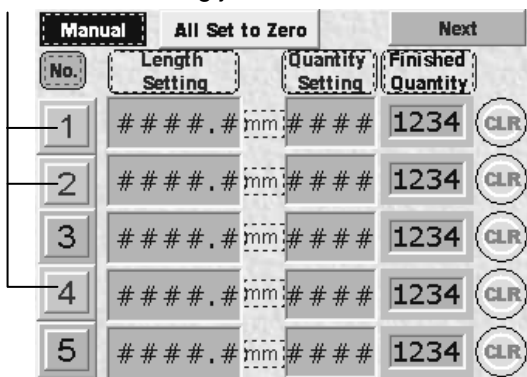 Manual All Set to Zero Next
No. Length Setting Quantity Setting Finished Quantity
1 ####.# mm #### 1234 CLR
2 ####.# mm #### 1234 CLR
3 ####.# mm #### 1234 CLR
4 ####.# mm #### 1234 CLR
5 ####.# mm #### 1234 CLR